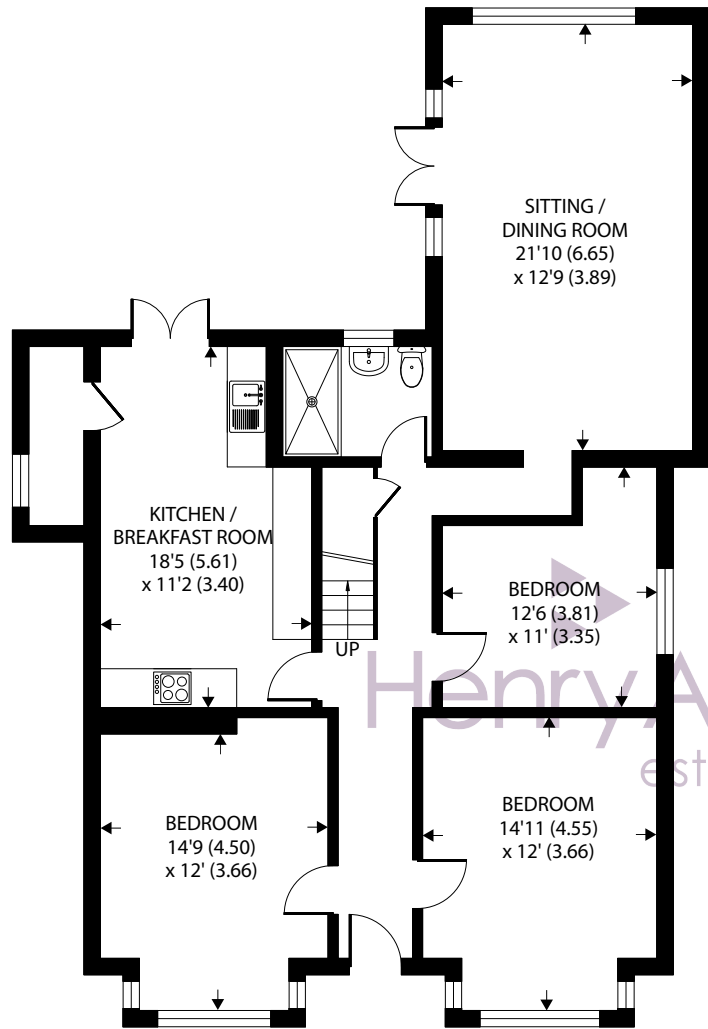 SITTING /
DINING ROOM
21'10 (6.65)
x 12'9 (3.89)
KITCHEN /
BREAKFAST ROOM
18'5 (5.61)
x 11'2 (3.40)
BEDROOM
12'6 (3.81)
x 11' (3.35)
UP
Henry A
est
BEDROOM
14'9 (4.50)
x 12' (3.66)
BEDROOM
14'11 (4.55)
x 12' (3.66)